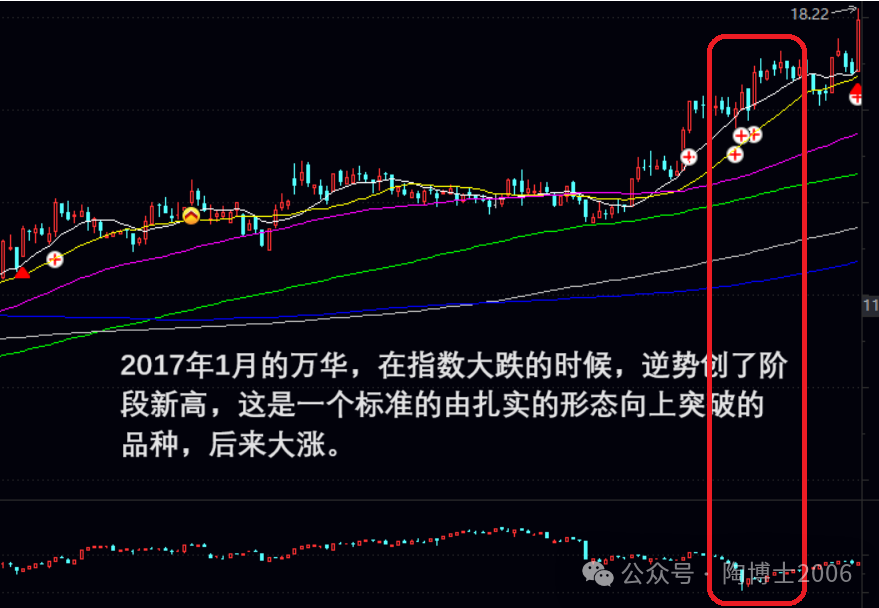 18.22
11
2017年1月的万华，在指数大跌的时候，逆势创了阶
段新高，这是一个标准的由扎实的形态向上突破的
品种，后来大涨。
公众号·陶博士2006